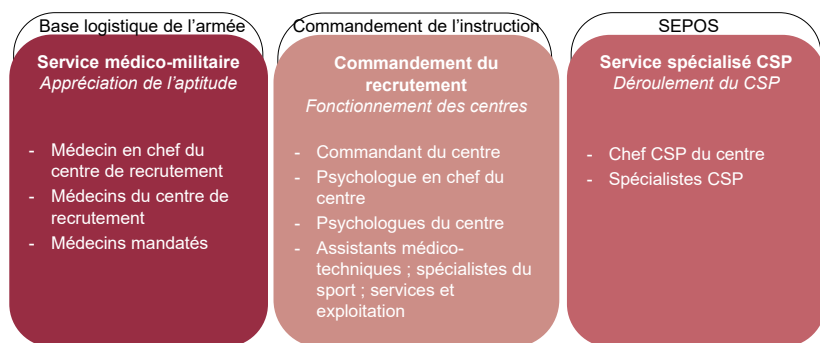 Base logistique de l’armée
Service médico-militaire
Appréciation de l’aptitude
- Médecin en chef du
centre de recrutement
- Médecins du centre de
recrutement
- Médecins mandatés
Commandement de l’instruction
Commandement du
recrutement
Fonctionnement des centres
- Commandant du centre
- Psychologue en chef du
centre
- Psychologues du centre
- Assistants médico-
techniques ; spécialistes du
sport ; services et
exploitation
SEPOS
Service spécialisé CSP
Déroulement du CSP
- Chef CSP du centre
- Spécialistes CSP